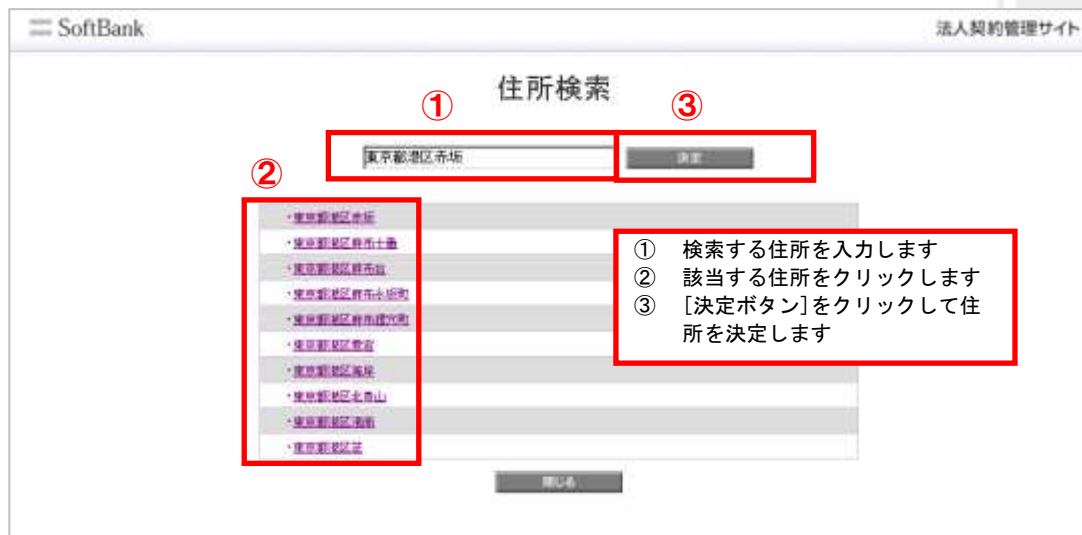 SoftBank
法人契約管理サイト
住所検索
① ③
東京都港区赤坂 決定
②
・東京都港区赤坂
・東京都港区麻布十番
・東京都港区麻布台
・東京都港区麻布永坂町
・東京都港区麻布狸穴町
・東京都港区愛宕
・東京都港区海岸
・東京都港区北青山
・東京都港区港南
・東京都港区芝
① 検索する住所を入力します
② 該当する住所をクリックします
③ [決定ボタン]をクリックして住
所を決定します
閉じる